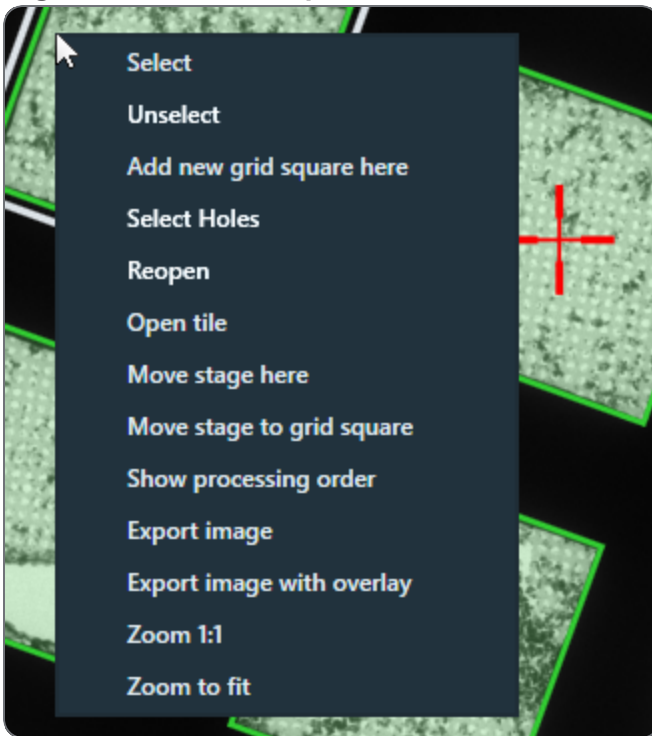 Select
Unselect
Add new grid square here
Select Holes
Reopen
Open tile
Move stage here
Move stage to grid square
Show processing order
Export image
Export image with overlay
Zoom 1:1
Zoom to fit